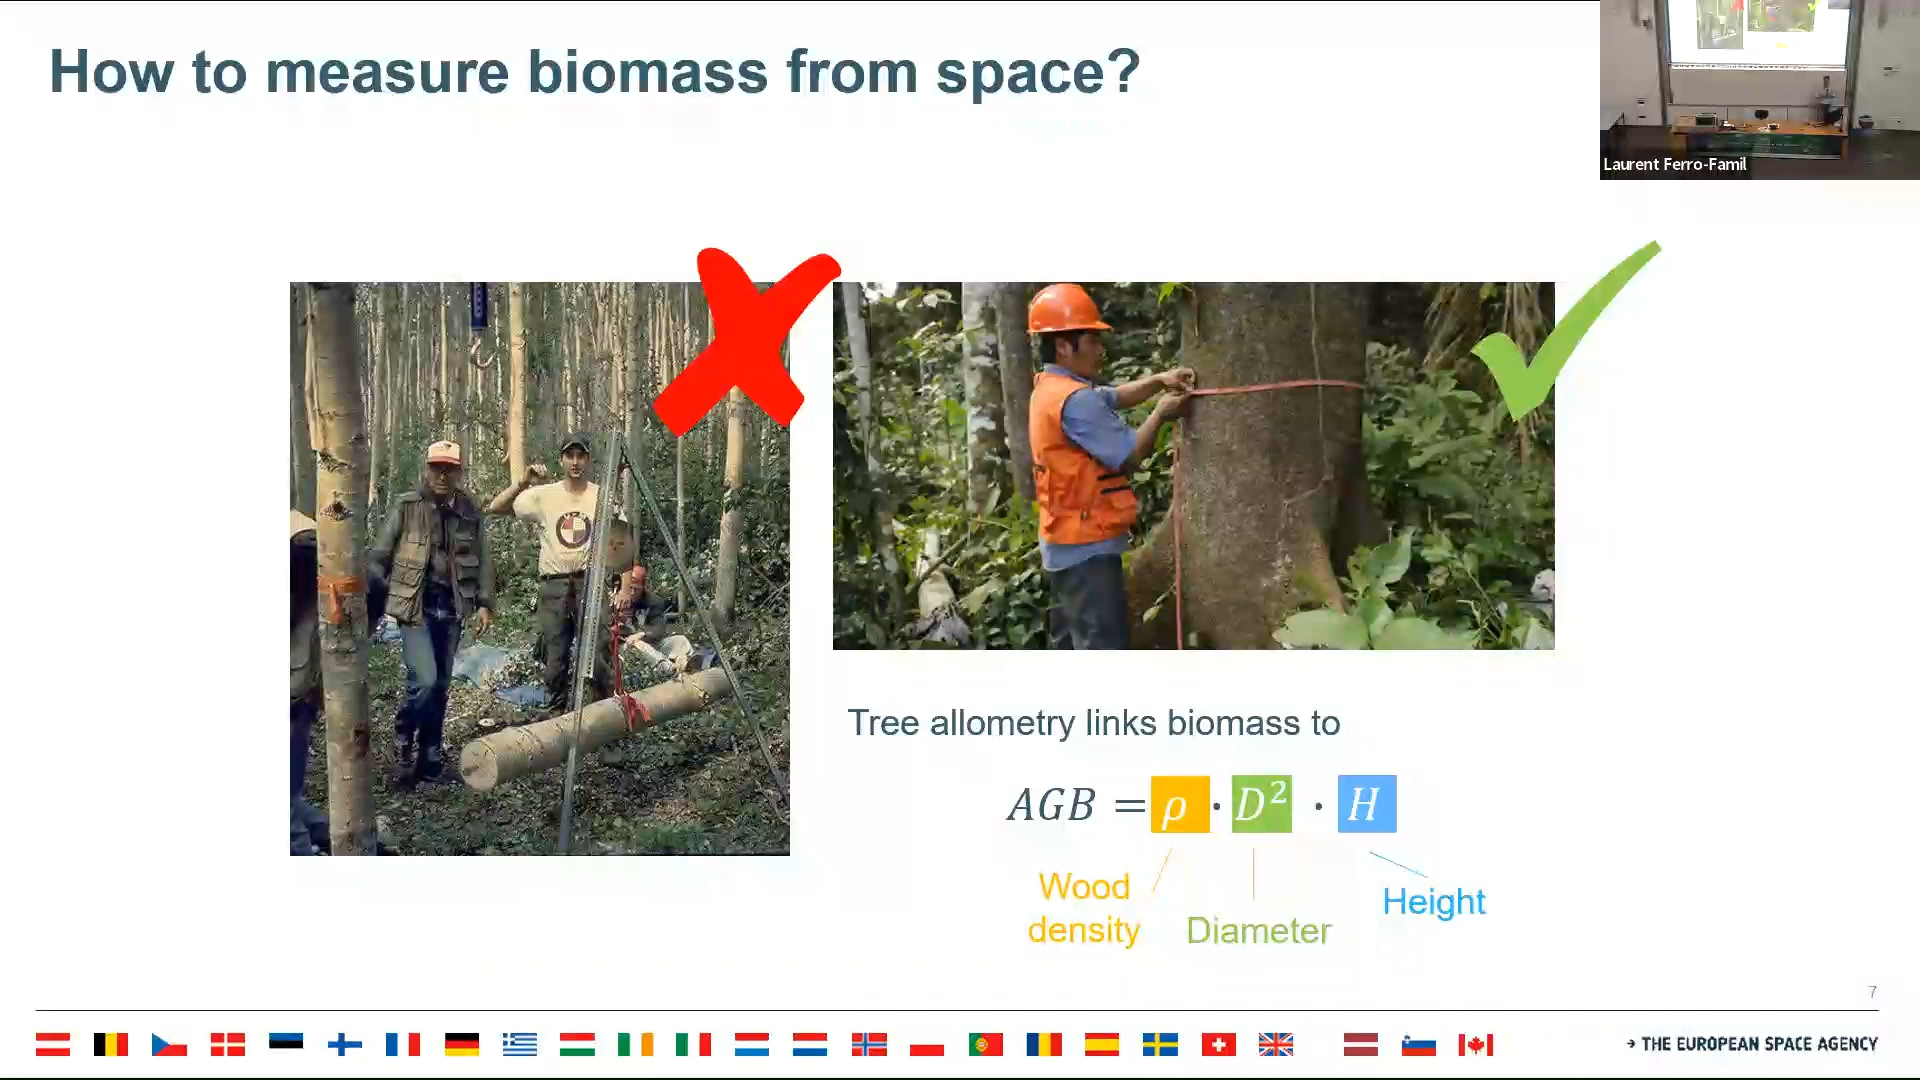 How to measure biomass from space?
Laurent Ferro-Famil
Tree allometry links biomass to
AGB = ρ · D² · H
Wood
density
Diameter
Height
7
→ THE EUROPEAN SPACE AGENCY